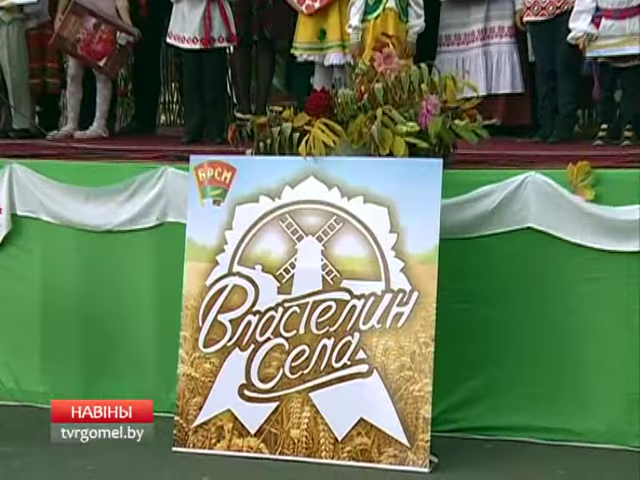 БРСМ
Властелин
Села
НАВІНЫ
tvrgomel.by